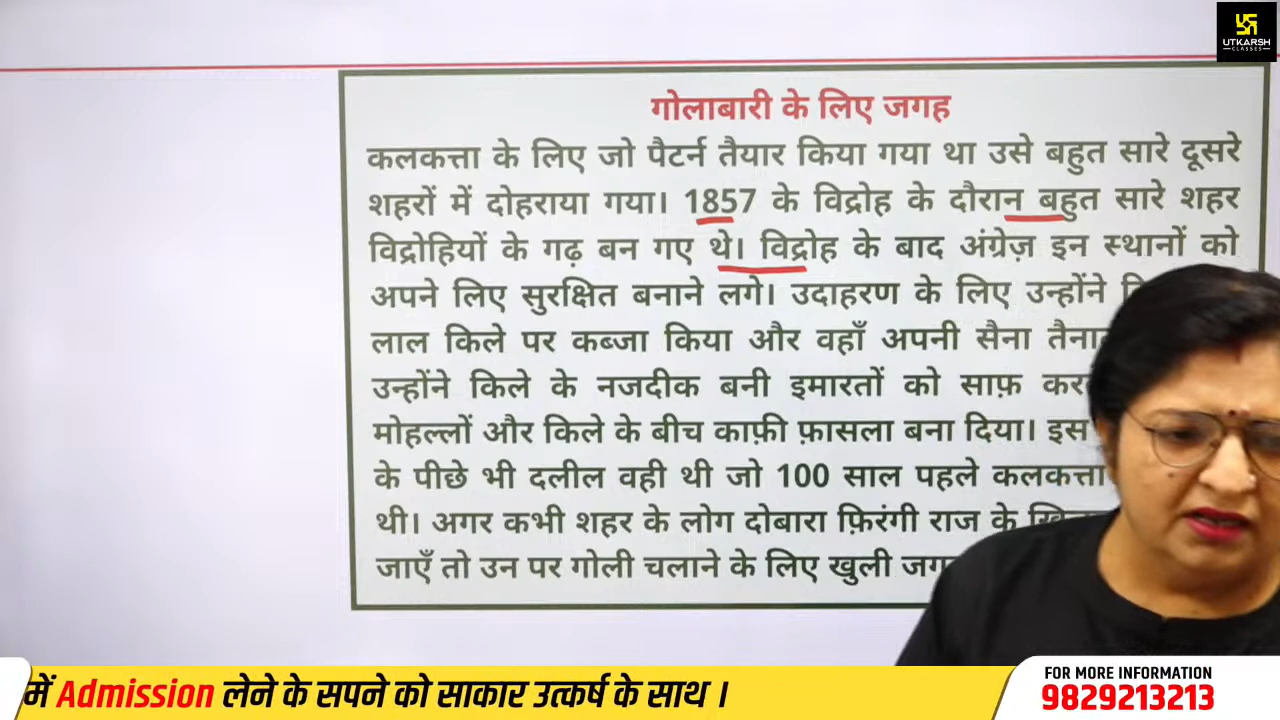 UTKARSH
CLASSES
गोलाबारी के लिए जगह
कलकत्ता के लिए जो पैटर्न तैयार किया गया था उसे बहुत सारे दूसरे
शहरों में दोहराया गया। 1857 के विद्रोह के दौरान बहुत सारे शहर
विद्रोहियों के गढ़ बन गए थे। विद्रोह के बाद अंग्रेज़ इन स्थानों को
अपने लिए सुरक्षित बनाने लगे। उदाहरण के लिए उन्होंने
लाल किले पर कब्जा किया और वहाँ अपनी सैना
उन्होंने किले के नजदीक बनी इमारतों को साफ़
मोहल्लों और किले के बीच काफ़ी फ़ासला बना दिया। इस
के पीछे भी दलील वही थी जो 100 साल पहले कलकत्ता
थी। अगर कभी शहर के लोग दोबारा फ़िरंगी राज के
जाएँ तो उन पर गोली चलाने के लिए खुली
में Admission लेने के सपने को साकार उत्कर्ष के साथ ।
FOR MORE INFORMATION
9829213213